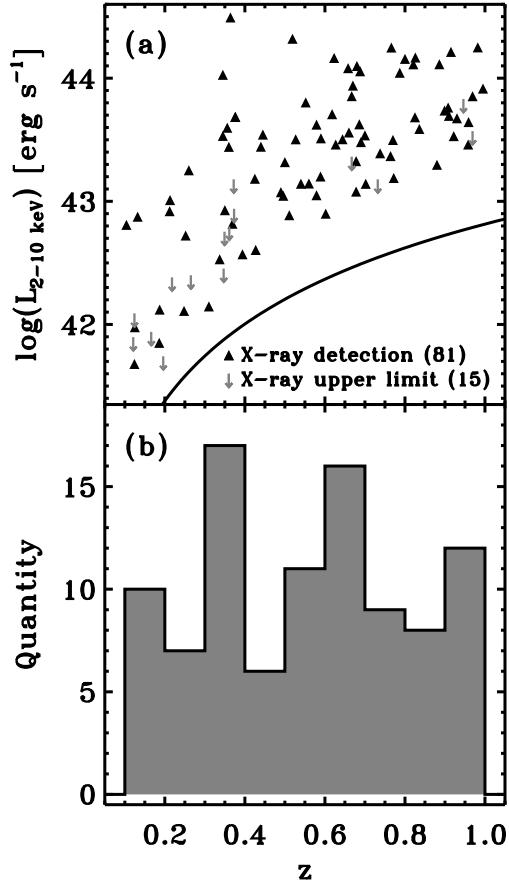 (a)
44
43
42
log(L2−10 keV) [erg s−1]
X−ray detection (81)
X−ray upper limit (15)
(b)
15
10
5
0
Quantity
0.2 0.4 0.6 0.8 1.0
z